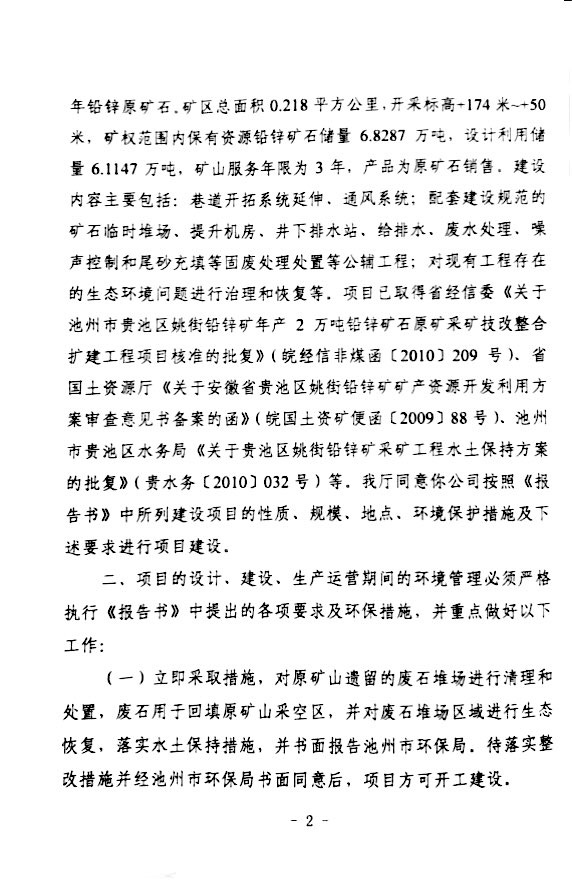 年铅锌原矿石。矿区总面积 0.218 平方公里,开采标高+174 米~+50
米，矿权范围内保有资源铅锌矿石储量 6.8287 万吨，设计利用储
量 6.1147 万吨，矿山服务年限为 3 年，产品为原矿石销售。建设
内容主要包括：巷道开拓系统延伸、通风系统；配套建设规范的
矿石临时堆场、提升机房、井下排水站、给排水、废水处理、噪
声控制和尾砂充填等固废处理处置等公辅工程；对现有工程存在
的生态环境问题进行治理和恢复等。项目已取得省经信委《关于
池州市贵池区姚街铅锌矿年产 2 万吨铅锌矿石原矿采矿技改整合
扩建工程项目核准的批复》（皖经信非煤函〔2010〕209 号）、省
国土资源厅《关于安徽省贵池区姚街铅锌矿矿产资源开发利用方
案审查意见书备案的函》（皖国土资矿便函〔2009〕88 号）、池州
市贵池区水务局《关于贵池区姚街铅锌矿采矿工程水土保持方案
的批复》（贵水务〔2010〕032 号）等。我厅同意你公司按照《报
告书》中所列建设项目的性质、规模、地点、环境保护措施及下
述要求进行项目建设。
二、项目的设计、建设、生产运营期间的环境管理必须严格
执行《报告书》中提出的各项要求及环保措施，并重点做好以下
工作：
（一）立即采取措施，对原矿山遗留的废石堆场进行清理和
处置，废石用于回填原矿山采空区，并对废石堆场区域进行生态
恢复，落实水土保持措施，并书面报告池州市环保局。待落实整
改措施并经池州市环保局书面同意后，项目方可开工建设。
- 2 -